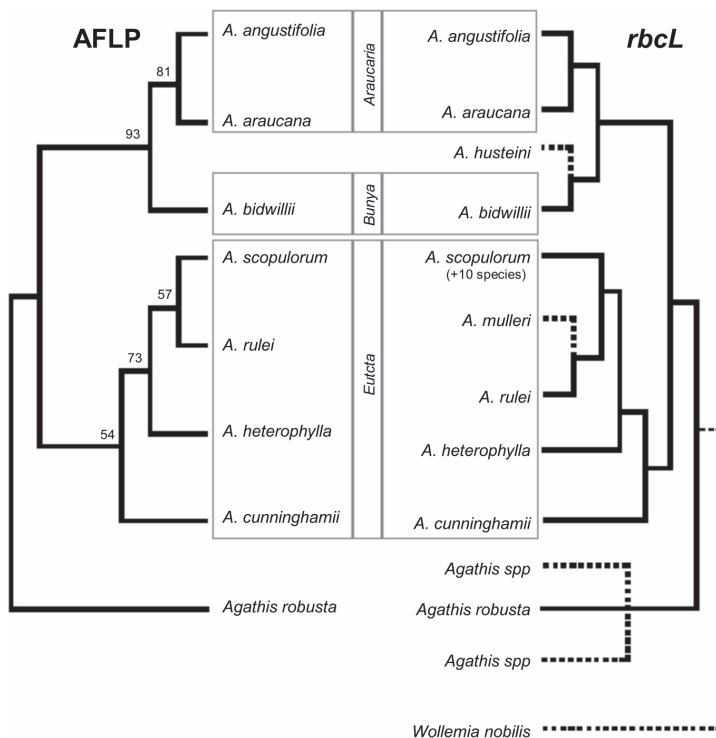 AFLP
rbcL
81
93
57
73
54
A. angustifolia
A. araucana
A. bidwillii
A. scopulorum
A. rulei
A. heterophylla
A. cunninghamii
Agathis robusta
Araucaria
Bunya
Eutcta
A. angustifolia
A. araucana
A. husteini
A. bidwillii
A. scopulorum
(+10 species)
A. mulleri
A. rulei
A. heterophylla
A. cunninghamii
Agathis spp
Agathis robusta
Agathis spp
Wollemia nobilis